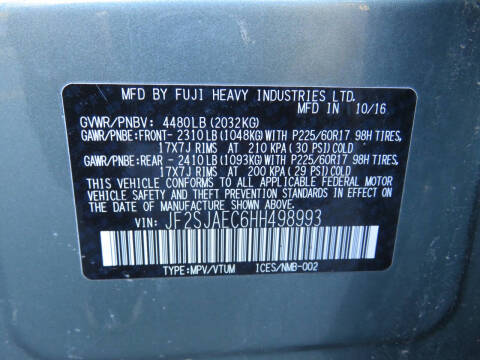 MFD BY FUJI HEAVY INDUSTRIES LTD.
MFD IN 10/16
GVWR/PNBV: 4480LB(2032KG)
GAWR/PNBE:FRONT- 2310LB(1048KG)WITH P225/60R17 98H TIRES,
17X7J RIMS AT 210 KPA( 30 PSI)COLD
GAWR/PNBE:REAR - 2410LB(1093KG)WITH P225/60R17 98H TIRES,
17X7J RIMS AT 200 KPA( 29 PSI)COLD
THIS VEHICLE CONFORMS TO ALL APPLICABLE FEDERAL MOTOR
VEHICLE SAFETY AND THEFT PREVENTION STANDARDS IN EFFECT ON
THE DATE OF MANUFACTURE SHOWN ABOVE.
VIN: JF2SJAEC6HH498993
TYPE:MPV/VTUM ICES/NMB-002